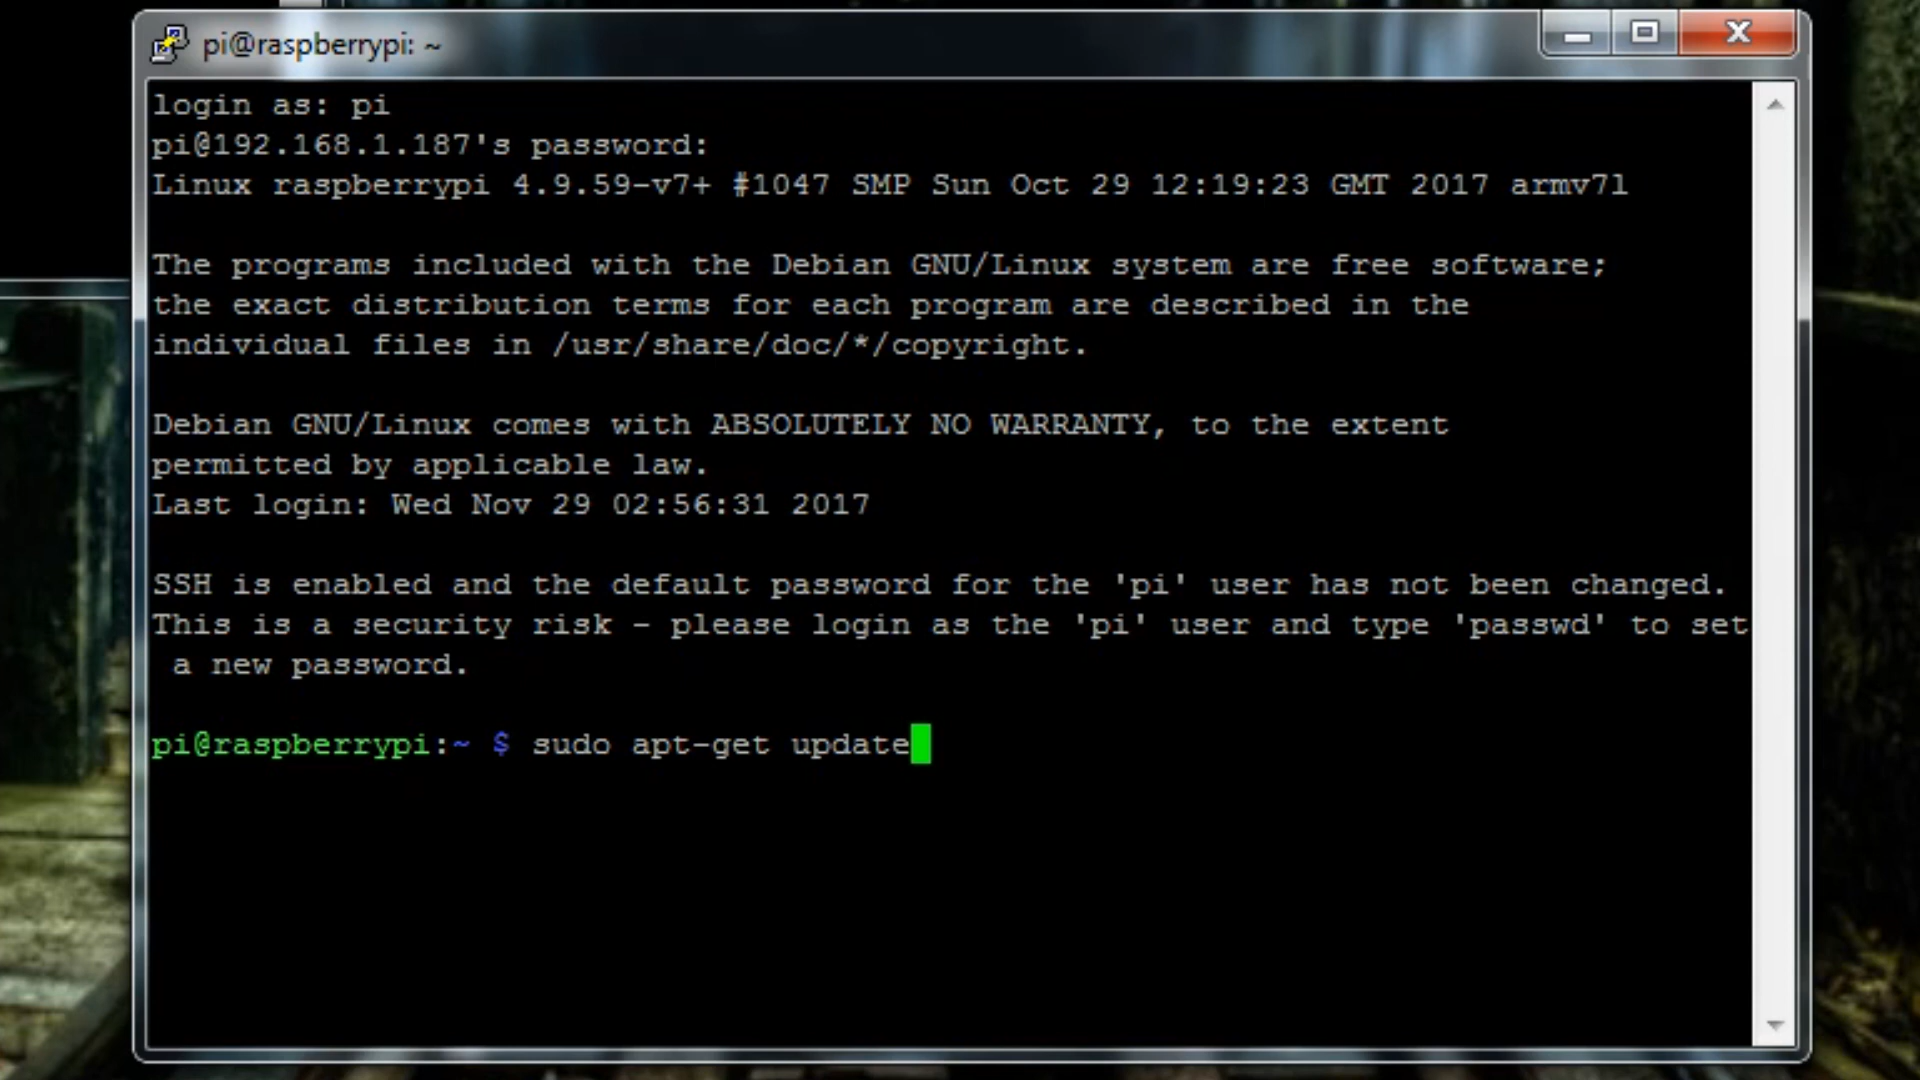 pi@raspberrypi: ~
login as: pi
pi@192.168.1.187's password:
Linux raspberrypi 4.9.59-v7+ #1047 SMP Sun Oct 29 12:19:23 GMT 2017 armv7l
The programs included with the Debian GNU/Linux system are free software;
the exact distribution terms for each program are described in the
individual files in /usr/share/doc/*/copyright.
Debian GNU/Linux comes with ABSOLUTELY NO WARRANTY, to the extent
permitted by applicable law.
Last login: Wed Nov 29 02:56:31 2017
SSH is enabled and the default password for the 'pi' user has not been changed.
This is a security risk - please login as the 'pi' user and type 'passwd' to set
 a new password.
pi@raspberrypi:~ $ sudo apt-get update